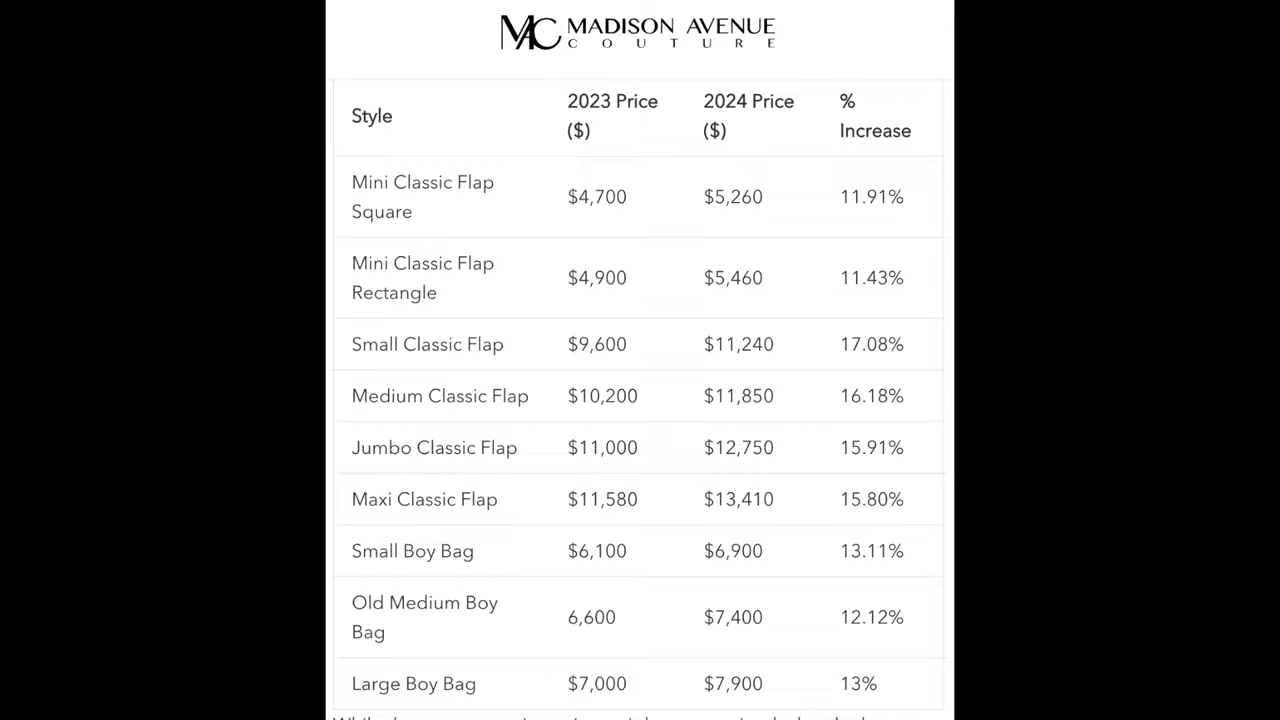 MC MADISON AVENUE
COUTURE
Style 2023 Price ($) 2024 Price ($) % Increase
Mini Classic Flap Square $4,700 $5,260 11.91%
Mini Classic Flap Rectangle $4,900 $5,460 11.43%
Small Classic Flap $9,600 $11,240 17.08%
Medium Classic Flap $10,200 $11,850 16.18%
Jumbo Classic Flap $11,000 $12,750 15.91%
Maxi Classic Flap $11,580 $13,410 15.80%
Small Boy Bag $6,100 $6,900 13.11%
Old Medium Boy Bag 6,600 $7,400 12.12%
Large Boy Bag $7,000 $7,900 13%